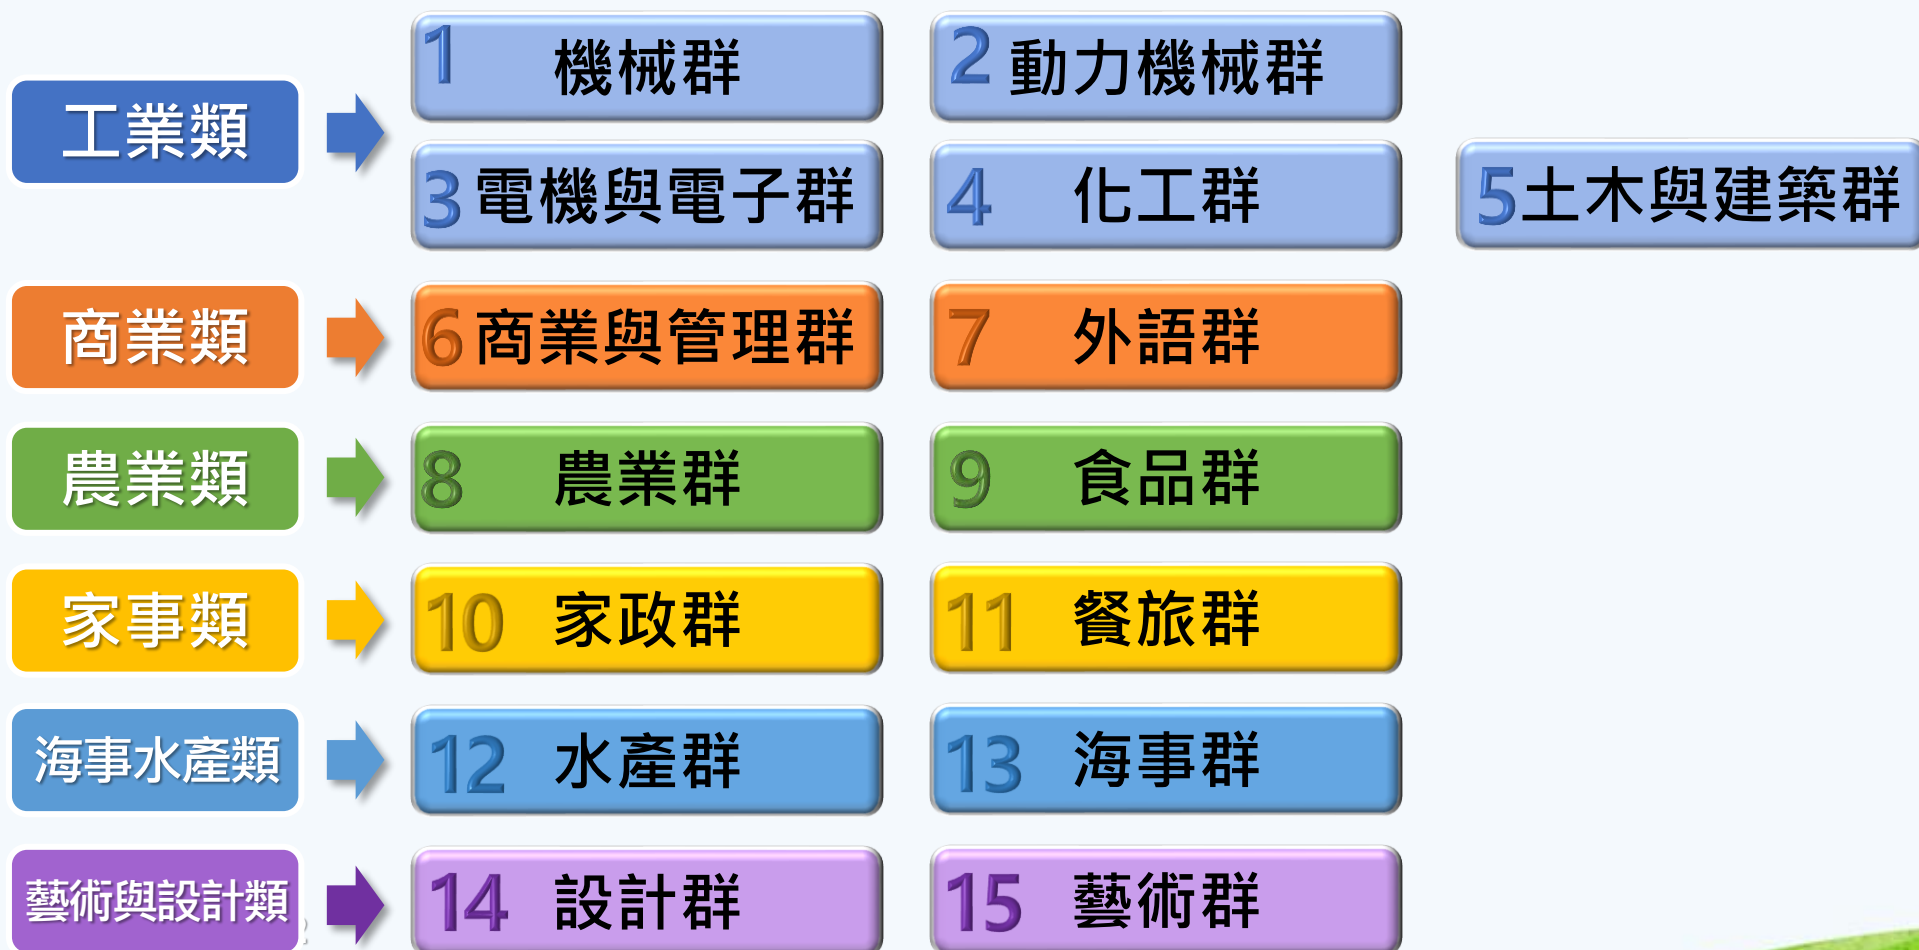 工業類
1 機械群
2 動力機械群
3 電機與電子群
4 化工群
5 土木與建築群
商業類
6 商業與管理群
7 外語群
農業類
8 農業群
9 食品群
家事類
10 家政群
11 餐旅群
海事水產類
12 水產群
13 海事群
藝術與設計類
14 設計群
15 藝術群